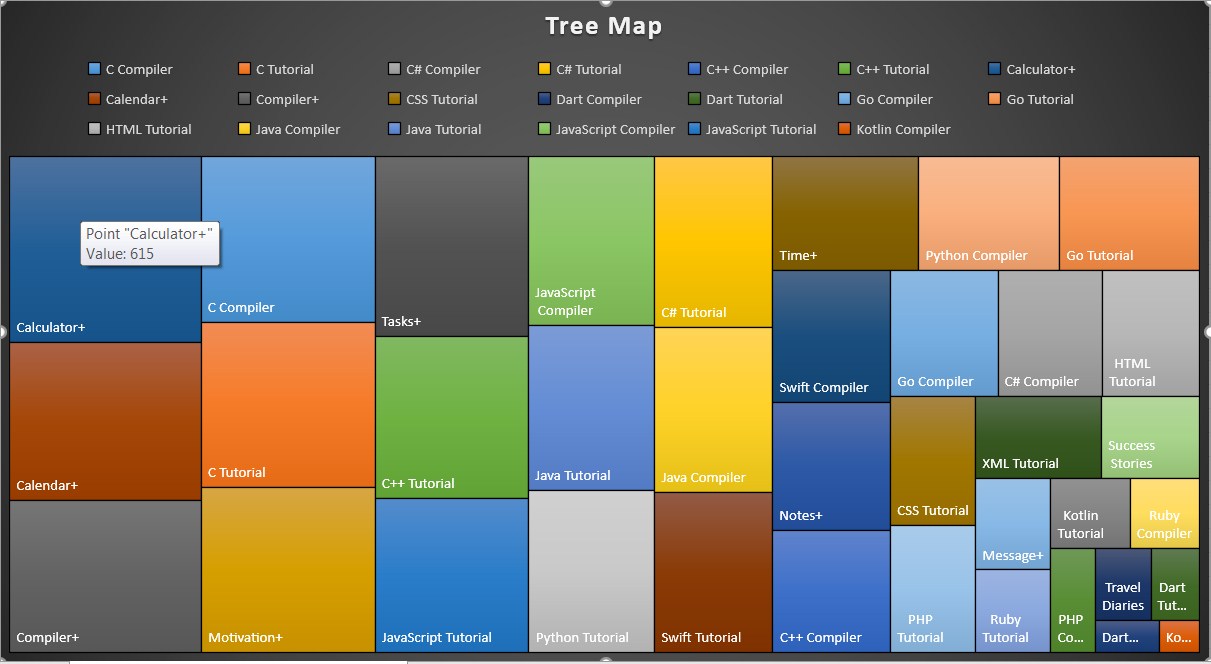 Tree Map
C Compiler
C Tutorial
C# Compiler
C# Tutorial
C++ Compiler
C++ Tutorial
Calculator+
Calendar+
Compiler+
CSS Tutorial
Dart Compiler
Dart Tutorial
Go Compiler
Go Tutorial
HTML Tutorial
Java Compiler
Java Tutorial
JavaScript Compiler
JavaScript Tutorial
Kotlin Compiler
Point "Calculator+"
Value: 615
Calculator+
Calendar+
Compiler+
C Compiler
C Tutorial
Motivation+
Tasks+
C++ Tutorial
JavaScript Tutorial
JavaScript
Compiler
Java Tutorial
Python Tutorial
C# Tutorial
Java Compiler
Swift Tutorial
Time+
Python Compiler
Go Tutorial
Swift Compiler
Go Compiler
C# Compiler
HTML
Tutorial
Notes+
C++ Compiler
CSS Tutorial
PHP
Tutorial
XML Tutorial
Success
Stories
Message+
Ruby
Tutorial
Kotlin
Tutorial
Ruby
Compiler
PHP
Co...
Travel
Diaries
Dart
Tut...
Dart...
Ko...